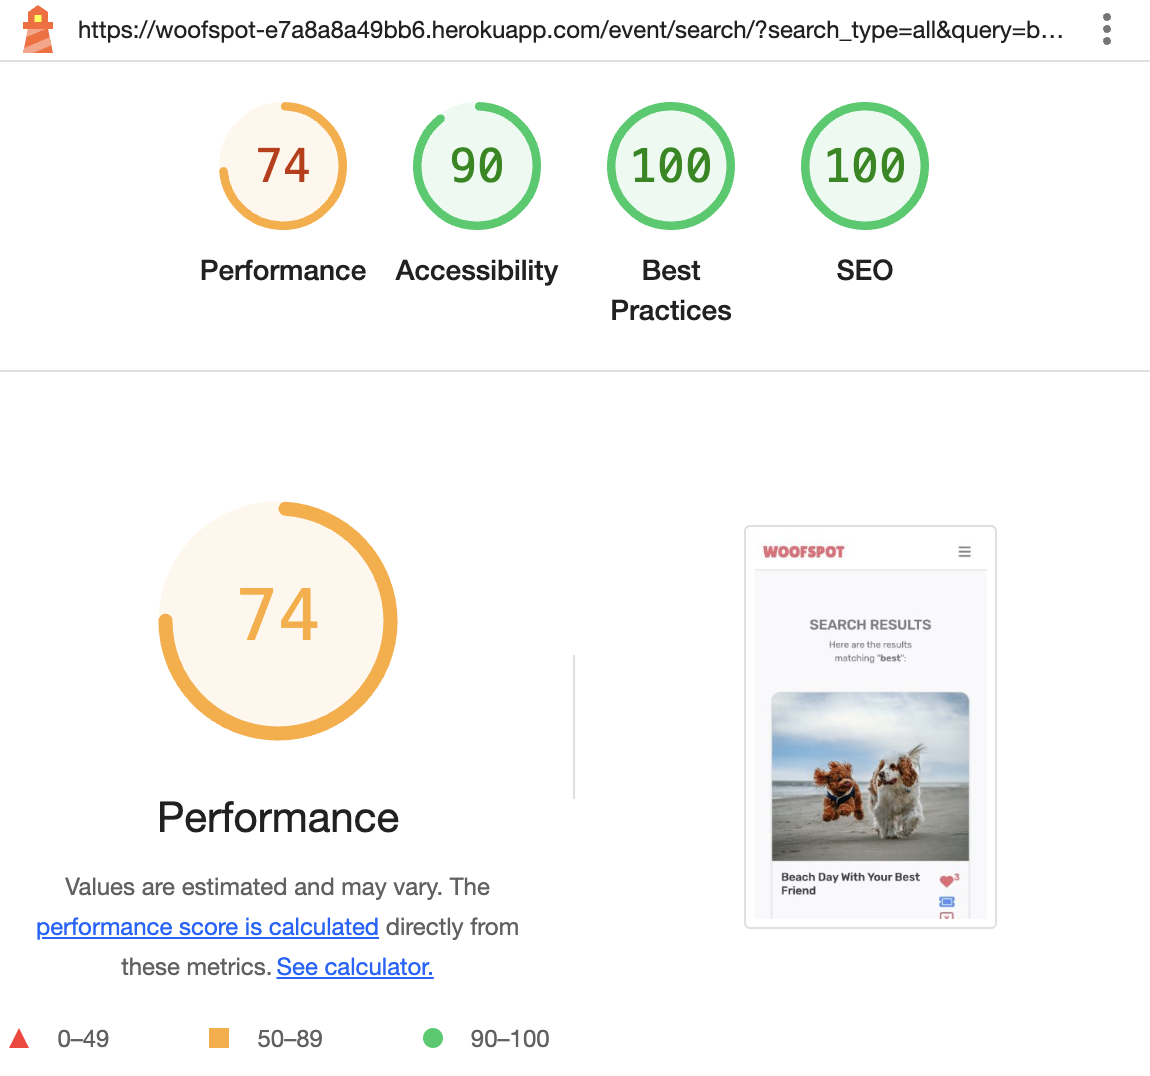 https://woofspot-e7a8a8a49bb6.herokuapp.com/event/search/?search_type=all&query=b…
74
90
100
100
Performance
Accessibility
Best
Practices
SEO
74
Performance
Values are estimated and may vary. The
performance score is calculated directly from
these metrics. See calculator.
0–49
50–89
90–100
WOOFSPOT
SEARCH RESULTS
Here are the results
matching "best":
Beach Day With Your Best
Friend
3